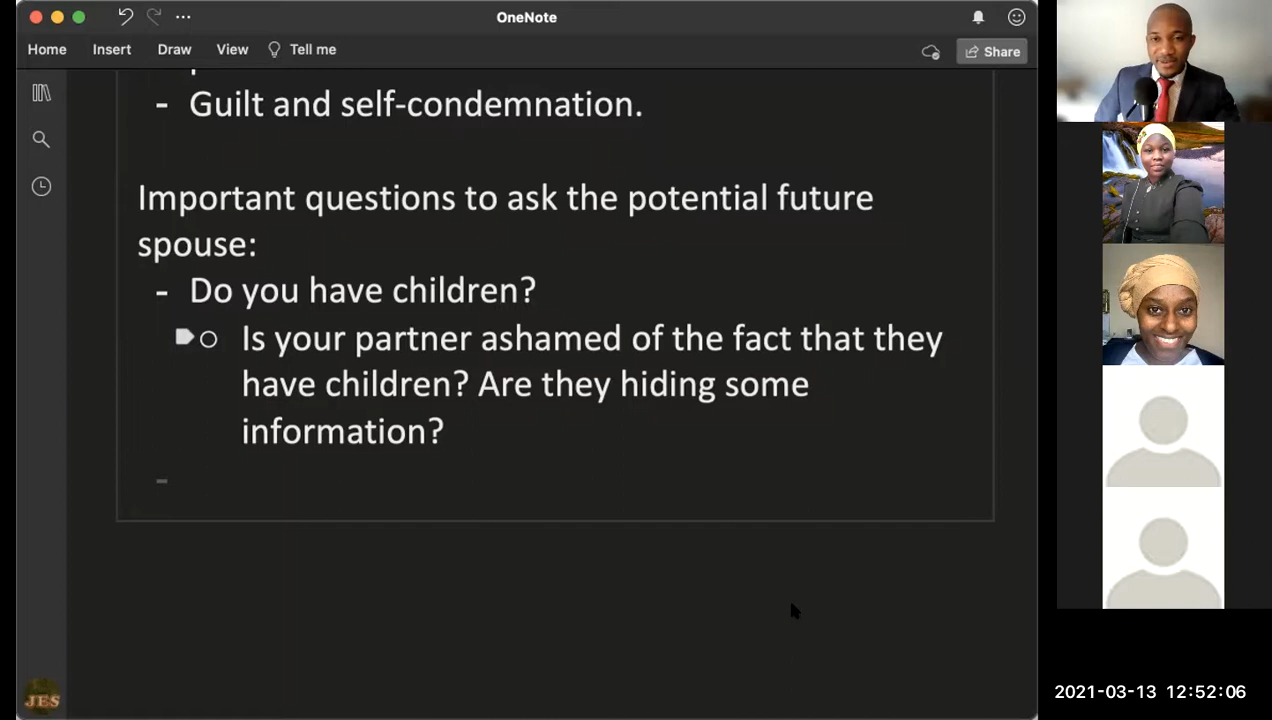 OneNote
Home Insert Draw View Tell me Share
- Guilt and self-condemnation.
Important questions to ask the potential future
spouse:
- Do you have children?
Is your partner ashamed of the fact that they
have children? Are they hiding some
information?
-
JES
2021-03-13 12:52:06